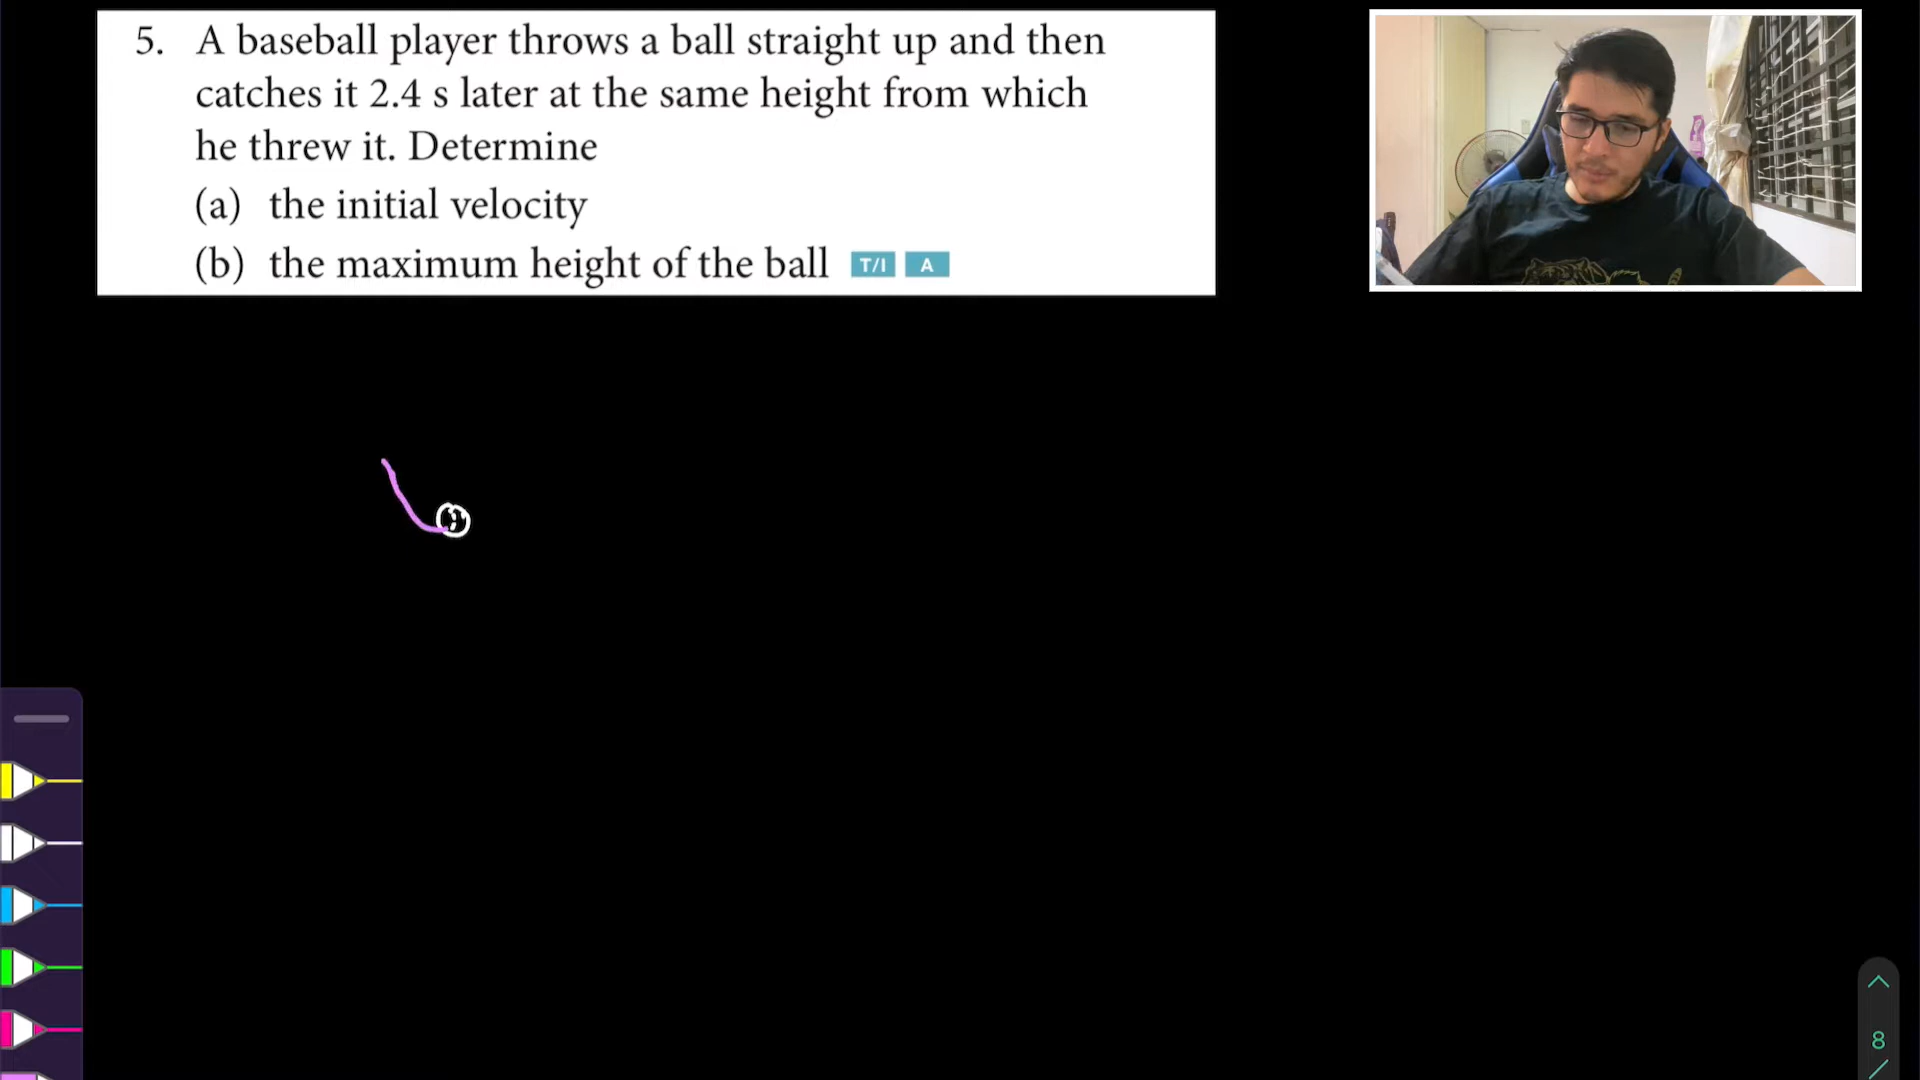 5. A baseball player throws a ball straight up and then
catches it 2.4 s later at the same height from which
he threw it. Determine
(a) the initial velocity
(b) the maximum height of the ball T/I A
8